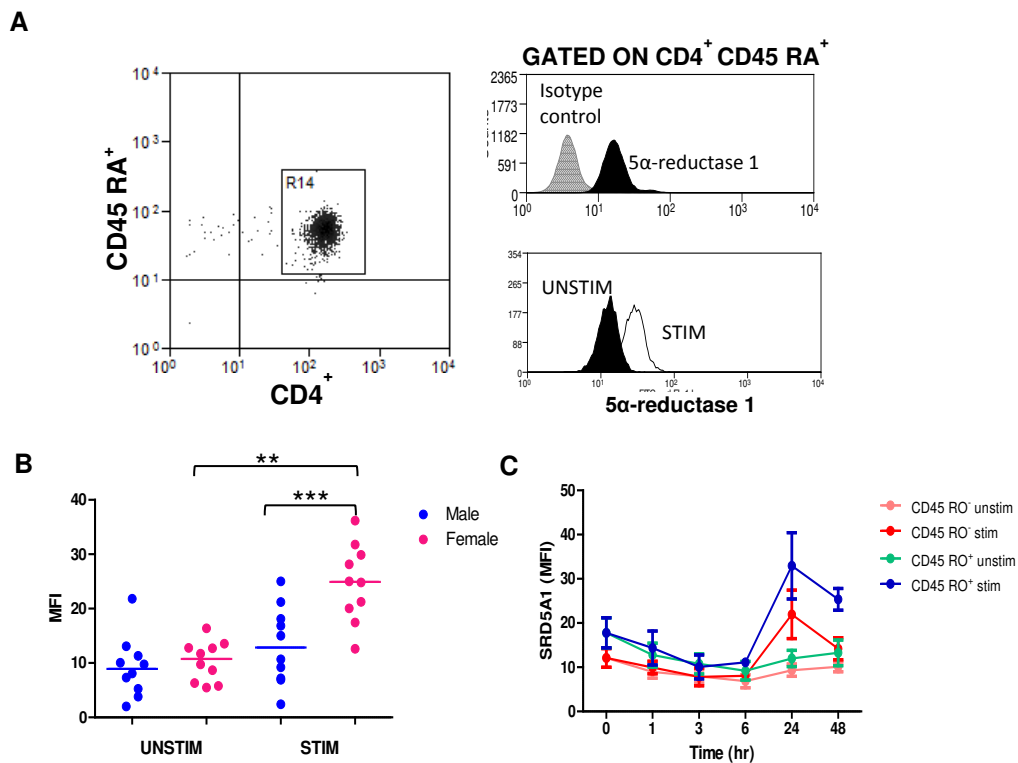 A
GATED ON CD4⁺ CD45 RA⁺
10⁴
10³
10²
10¹
10⁰
CD45 RA⁺
R14
10⁰ 10¹ 10² 10³ 10⁴
CD4⁺
2365
1773
1182
591
0
Isotype
control
5α-reductase 1
10⁰ 10¹ 10² 10³ 10⁴
354
265
177
88
0
UNSTIM
STIM
10⁰ 10¹ 10² 10³ 10⁴
5α-reductase 1
B
**
***
40
30
20
10
0
MFI
UNSTIM STIM
Male
Female
C
50
40
30
20
10
0
SRD5A1 (MFI)
0 1 3 6 24 48
Time (hr)
CD45 RO⁻ unstim
CD45 RO⁻ stim
CD45 RO⁺ unstim
CD45 RO⁺ stim